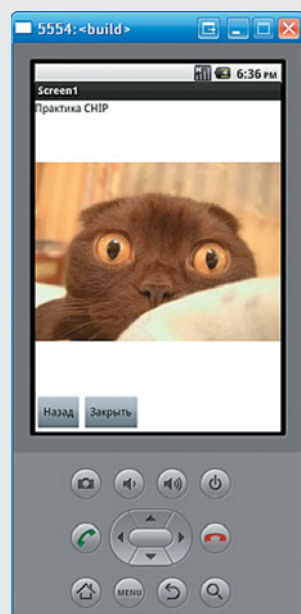 5554:<build>
6:36 PM
Screen1
Практика CHIP
Назад Закрыть
MENU